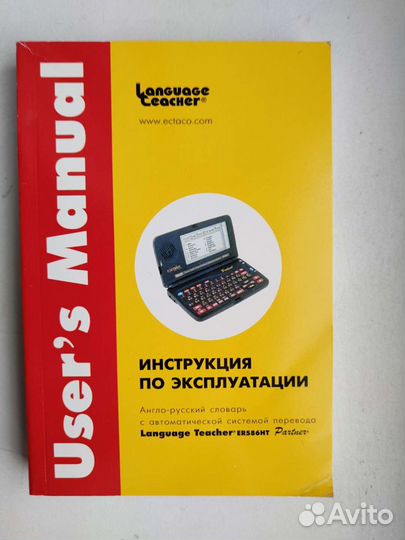 User's Manual
Language
Teacher®
www.ectaco.com
ИНСТРУКЦИЯ
ПО ЭКСПЛУАТАЦИИ
Англо-русский словарь
с автоматической системой перевода
Language Teacher® ER586HT Partner®
Avito